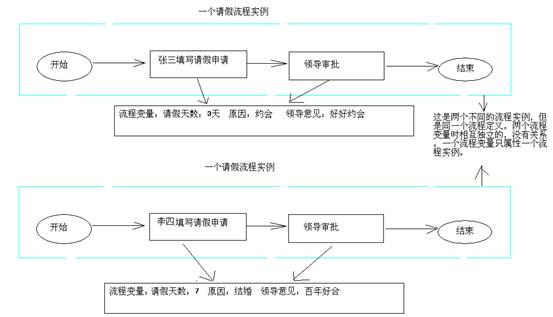 一个请假流程实例
开始
张三填写请假申请
领导审批
结束
流程变量：请假天数：3天 原因：约会 领导意见：好好约会
这是两个不同的流程实例，但
是同一个流程定义。两个流程
变量时相互独立的，没有关系
。一个流程变量只属性一个流
程实例。
一个请假流程实例
开始
李四填写请假申请
领导审批
结束
流程变量：请假天数：7 原因：结婚 领导意见：百年好合